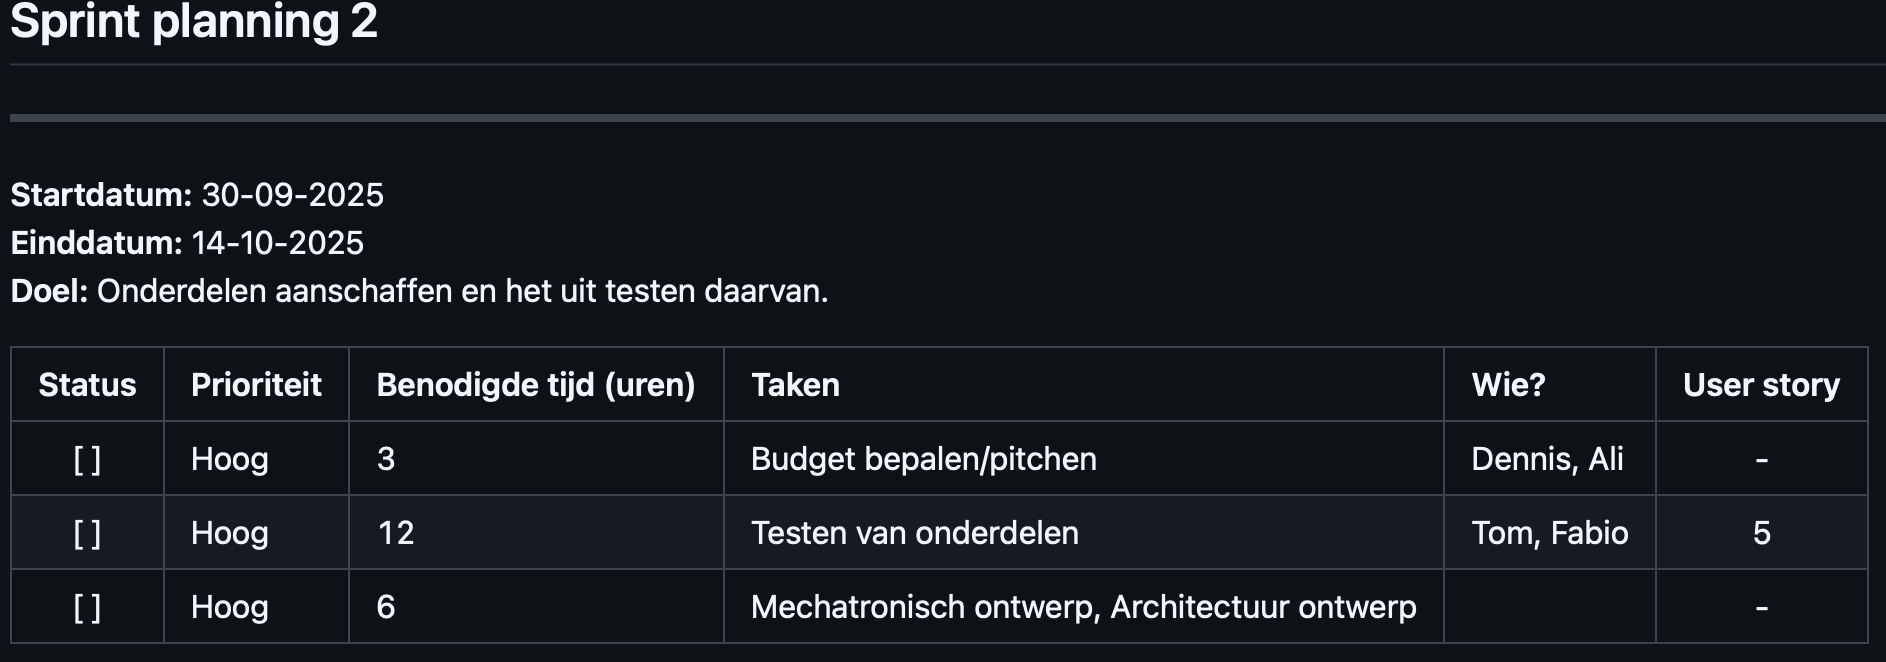 Sprint planning 2
Startdatum: 30-09-2025
Einddatum: 14-10-2025
Doel: Onderdelen aanschaffen en het uit testen daarvan.
Status Prioriteit Benodigde tijd (uren) Taken Wie? User story
[ ] Hoog 3 Budget bepalen/pitchen Dennis, Ali -
[ ] Hoog 12 Testen van onderdelen Tom, Fabio 5
[ ] Hoog 6 Mechatronisch ontwerp, Architectuur ontwerp -